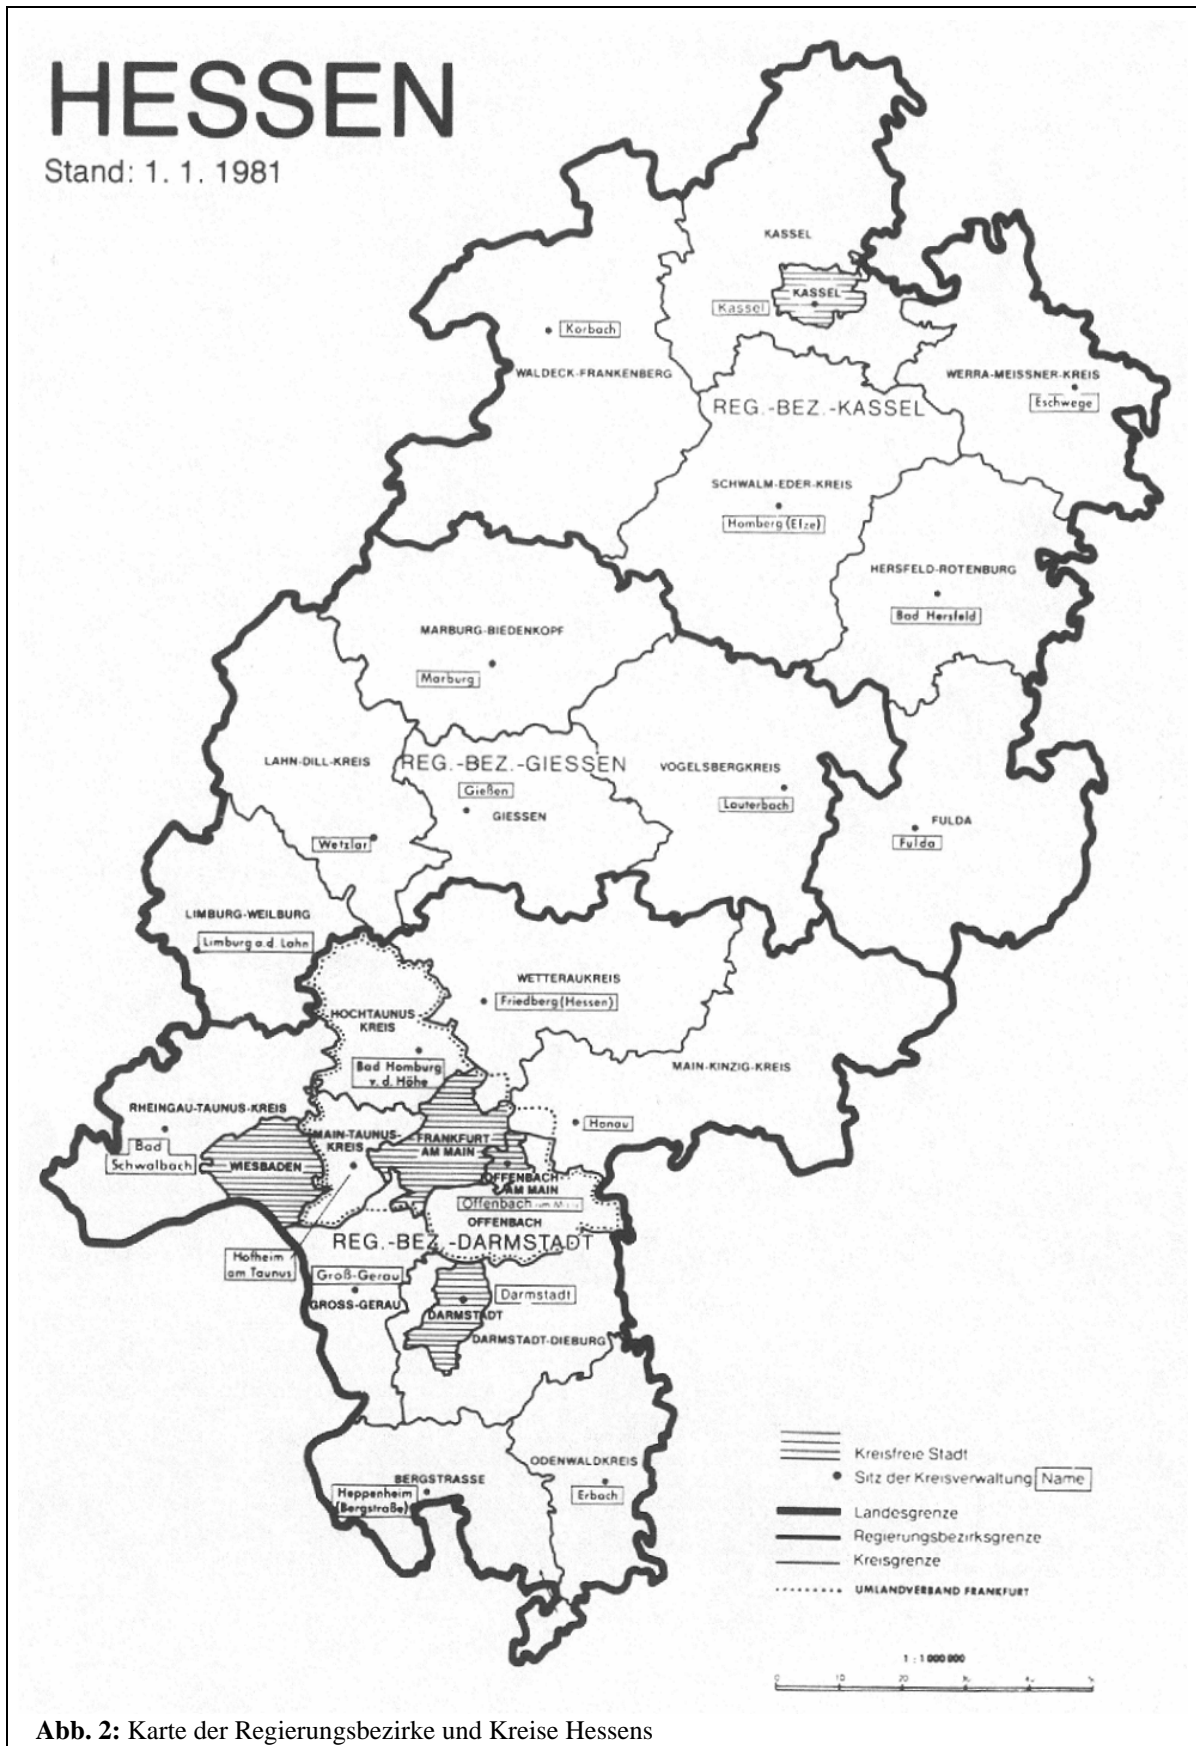 HESSEN
Stand: 1. 1. 1981
KASSEL
KASSEL
Kassel
Korbach
WALDECK-FRANKENBERG
WERRA-MEISSNER-KREIS
Eschwege
REG.-BEZ.-KASSEL
SCHWALM-EDER-KREIS
Homberg (Efze)
HERSFELD-ROTENBURG
Bad Hersfeld
MARBURG-BIEDENKOPF
Marburg
LAHN-DILL-KREIS
REG.-BEZ.-GIESSEN
VOGELSBERGKREIS
Gießen
GIESSEN
Lauterbach
FULDA
Fulda
Wetzlar
LIMBURG-WEILBURG
Limburg a.d. Lahn
WETTERAUKREIS
Friedberg (Hessen)
HOCHTAUNUS
KREIS
Bad Homburg
v. d. Höhe
MAIN-KINZIG-KREIS
RHEINGAU-TAUNUS-KREIS
Hanau
MAIN-TAUNUS-
KREIS
FRANKFURT
AM MAIN
Bad
Schwalbach
WIESBADEN
OFFENBACH
AM MAIN
Offenbach am Main
OFFENBACH
REG.-BEZ.-DARMSTADT
Hofheim
am Taunus
Groß-Gerau
GROSS-GERAU
Darmstadt
DARMSTADT
DARMSTADT-DIEBURG
ODENWALDKREIS
BERGSTRASSE
Heppenheim
(Bergstraße)
Erbach
Kreisfreie Stadt
Sitz der Kreisverwaltung Name
Landesgrenze
Regierungsbezirksgrenze
Kreisgrenze
UMLANDVERBAND FRANKFURT
1 : 1 000 000
0 10 20
Abb. 2: Karte der Regierungsbezirke und Kreise Hessens